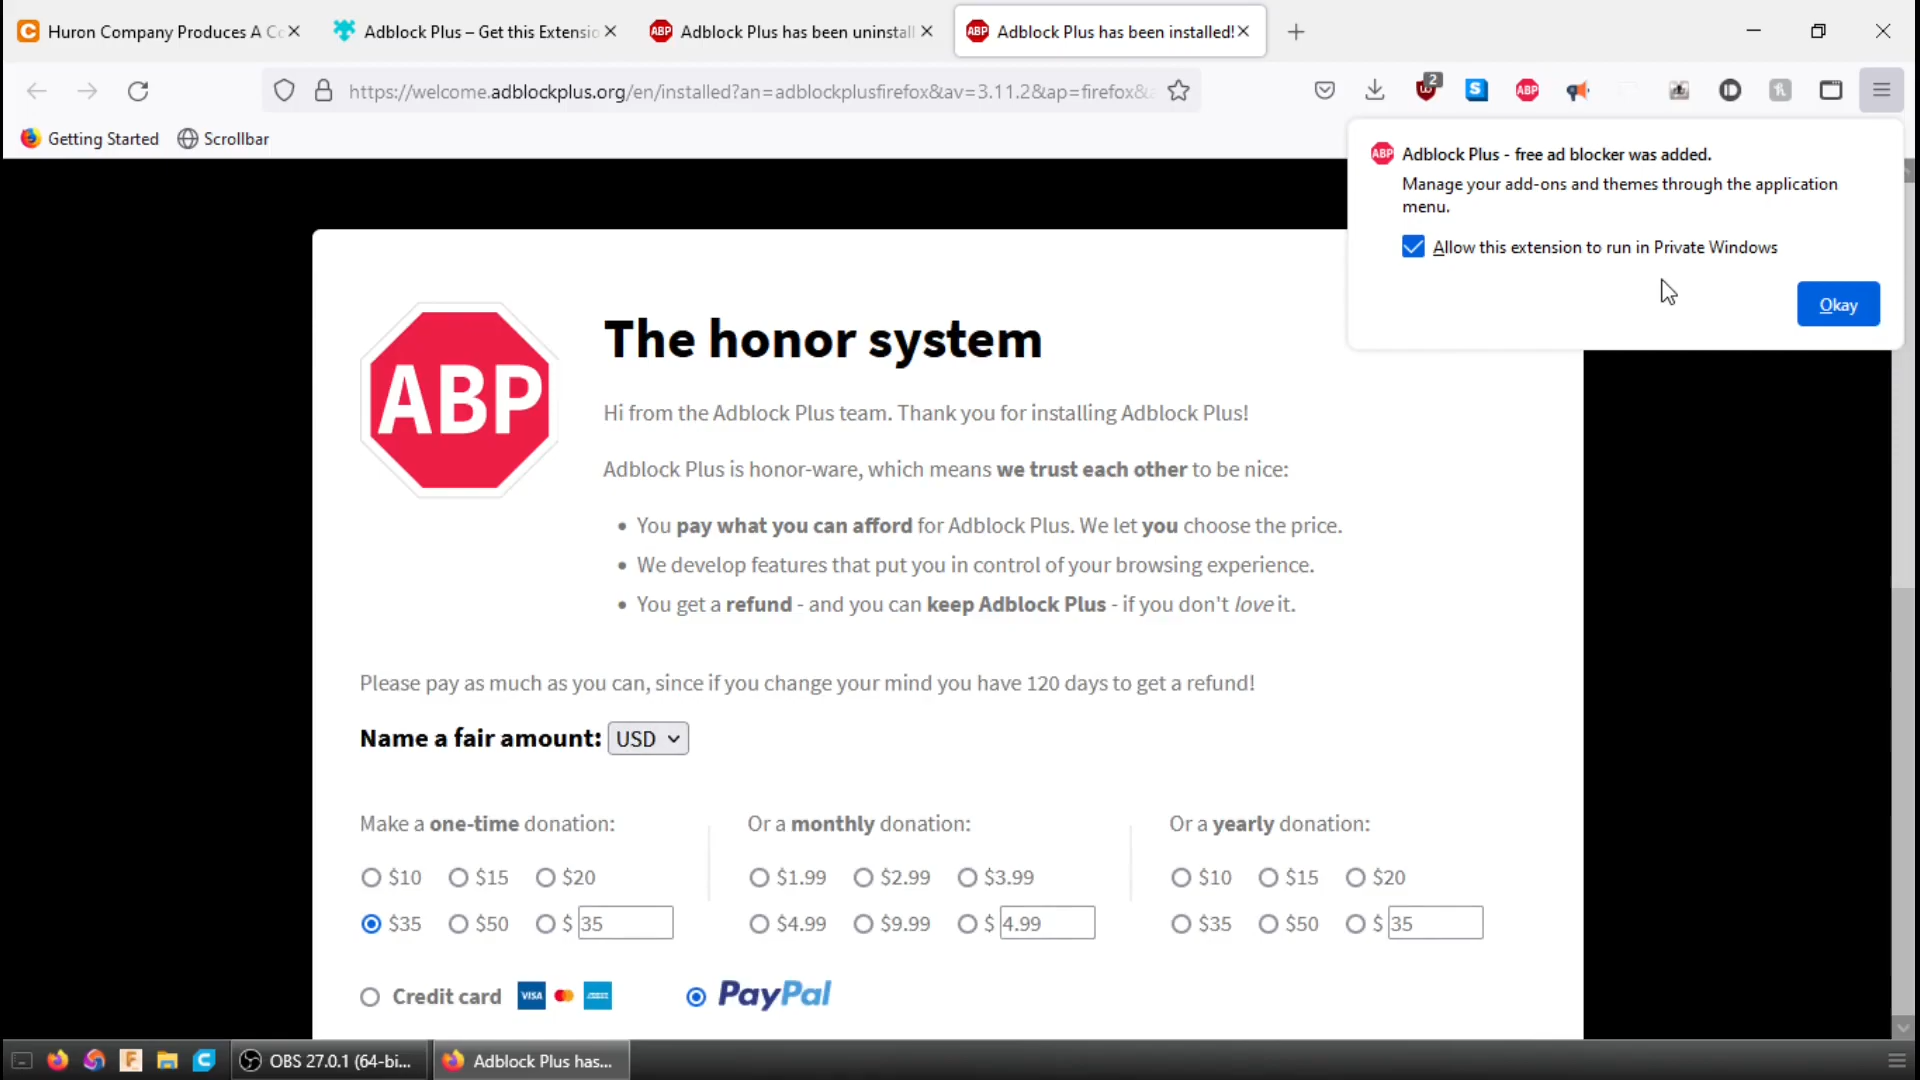 Huron Company Produces A Co
Adblock Plus – Get this Extensio
Adblock Plus has been uninstall
Adblock Plus has been installed!
https://welcome.adblockplus.org/en/installed?an=adblockplusfirefox&av=3.11.2&ap=firefox&
2
S
ABP
Getting Started
Scrollbar
ABP
Adblock Plus - free ad blocker was added.
Manage your add-ons and themes through the application
menu.
Allow this extension to run in Private Windows
Okay
ABP
The honor system
Hi from the Adblock Plus team. Thank you for installing Adblock Plus!
Adblock Plus is honor-ware, which means we trust each other to be nice:
• You pay what you can afford for Adblock Plus. We let you choose the price.
• We develop features that put you in control of your browsing experience.
• You get a refund - and you can keep Adblock Plus - if you don't love it.
Please pay as much as you can, since if you change your mind you have 120 days to get a refund!
Name a fair amount: USD
Make a one-time donation:
Or a monthly donation:
Or a yearly donation:
$10 $15 $20
$1.99 $2.99 $3.99
$10 $15 $20
$35 $50 $ 35
$4.99 $9.99 $ 4.99
$35 $50 $ 35
Credit card VISA
PayPal
OBS 27.0.1 (64-bi...
Adblock Plus has...